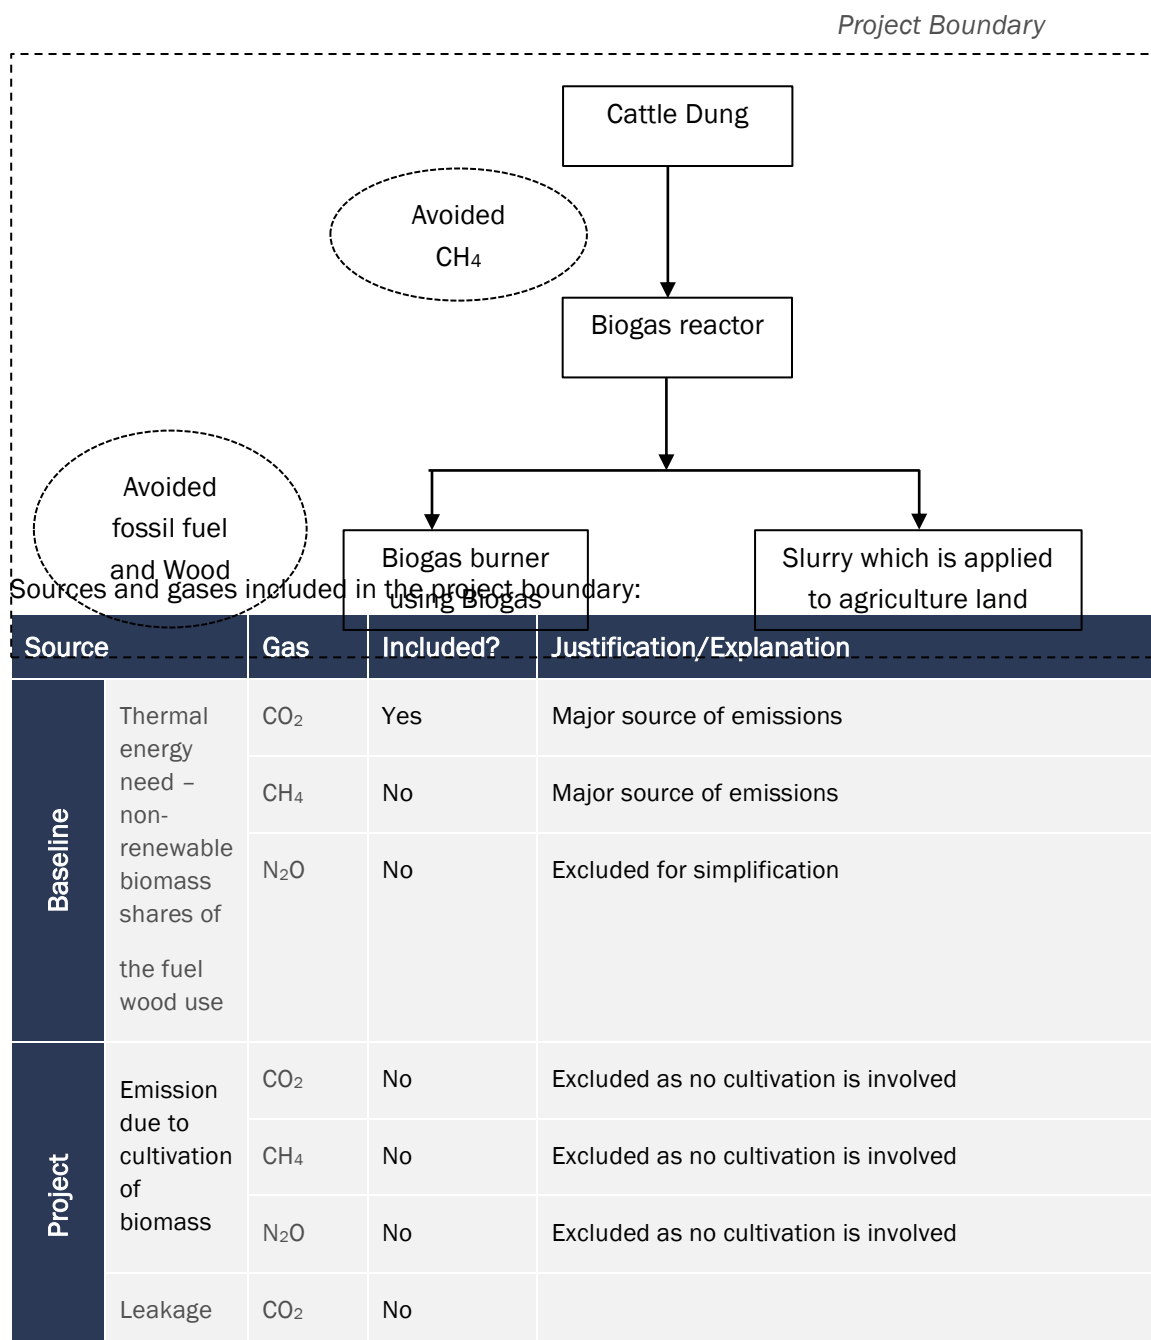 Project Boundary
Cattle Dung
Avoided
CH₄
Biogas reactor
Avoided
fossil fuel
and Wood
Biogas burner
using Biogas
Slurry which is applied
to agriculture land
Sources and gases included in the project boundary:
Source Gas Included? Justification/Explanation
Baseline
Thermal
energy
need –
non-
renewable
biomass
shares of
the fuel
wood use
CO₂ Yes Major source of emissions
CH₄ No Major source of emissions
N₂O No Excluded for simplification
Project
Emission
due to
cultivation
of
biomass
CO₂ No Excluded as no cultivation is involved
CH₄ No Excluded as no cultivation is involved
N₂O No Excluded as no cultivation is involved
Leakage CO₂ No